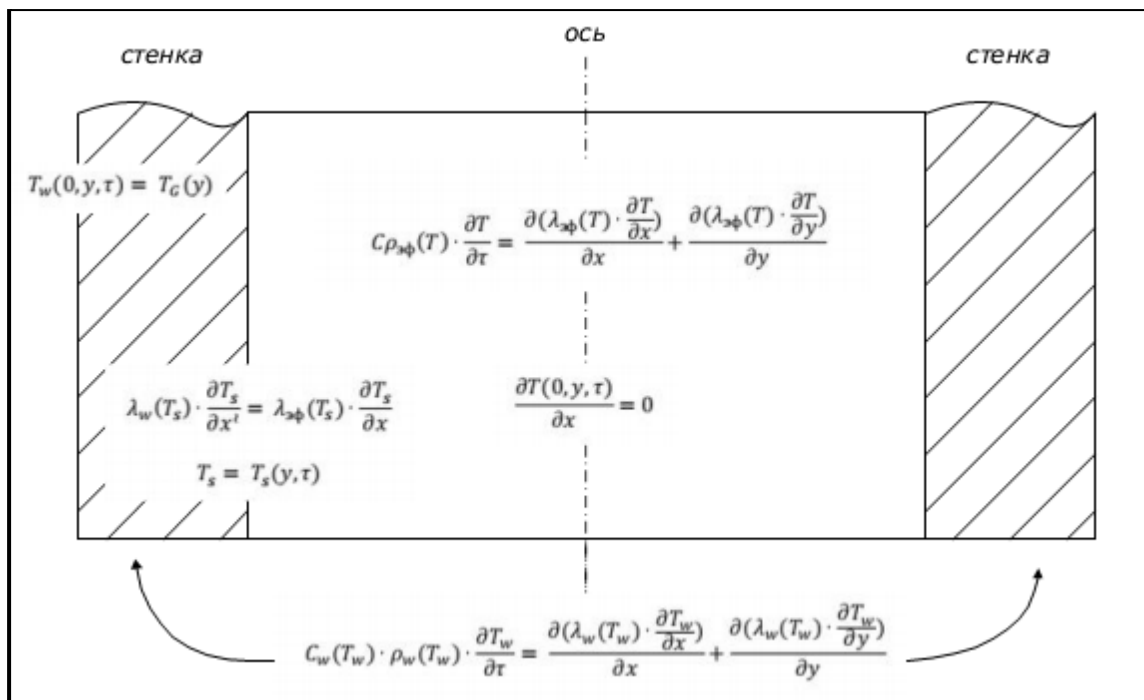 ось
стенка
стенка
T_w(0, y, τ) = T_G(y)
Cρ_эф(T) · ∂T/∂τ = ∂(λ_эф(T) · ∂T/∂x)/∂x + ∂(λ_эф(T) · ∂T/∂y)/∂y
λ_w(T_s) · ∂T_s/∂x' = λ_эф(T_s) · ∂T_s/∂x
∂T(0, y, τ)/∂x = 0
T_s = T_s(y, τ)
C_w(T_w) · ρ_w(T_w) · ∂T_w/∂τ = ∂(λ_w(T_w) · ∂T_w/∂x)/∂x + ∂(λ_w(T_w) · ∂T_w/∂y)/∂y